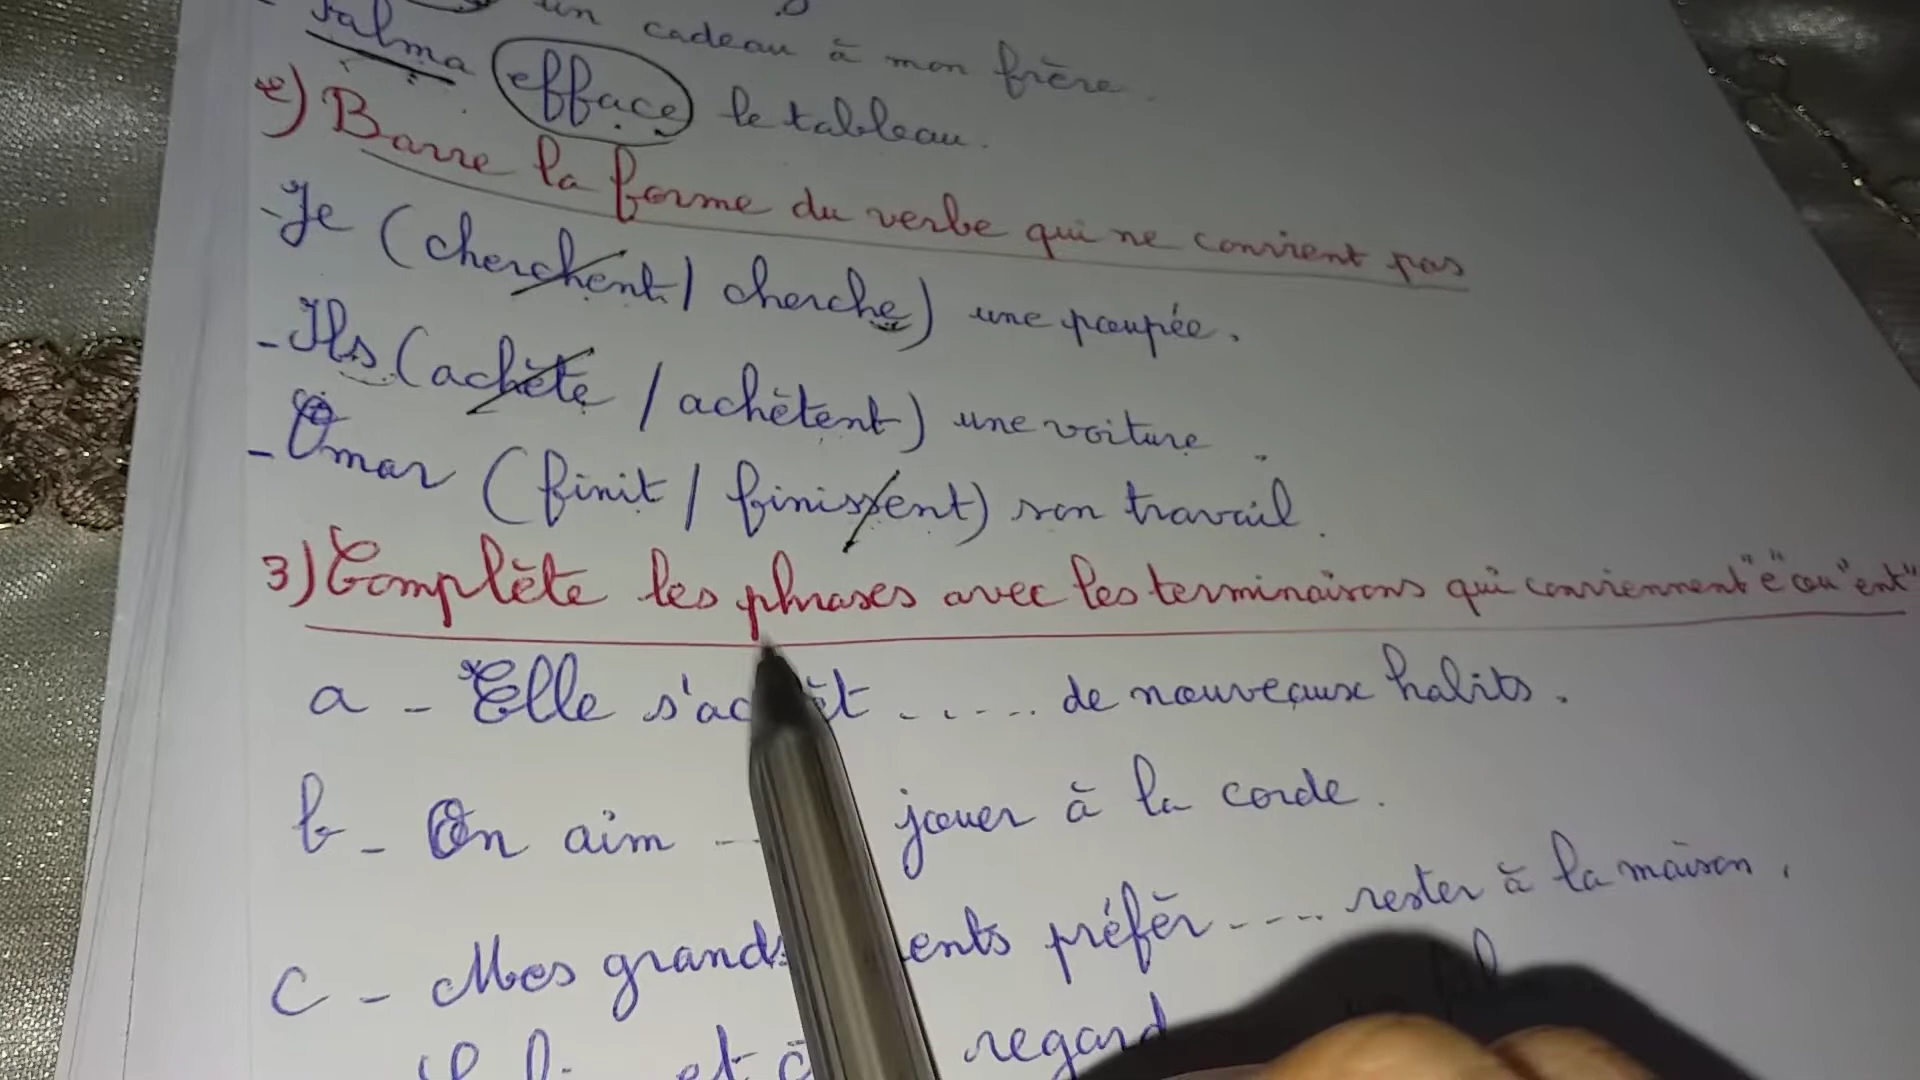 un cadeau à mon frère.
Salma efface le tableau.
2) Barre la forme du verbe qui ne convient pas
- Je (cherchent / cherche) une poupée.
- Ils (achète / achètent) une voiture.
- Omar (finit / finissent) son travail.
3) Complète les phrases avec les terminaisons qui conviennent "e" ou "ent"
a - Elle s'ac èt ..... de nouveaux habits.
b - On aim ... jouer à la corde.
c - Mes grands ents préfèr .... rester à la maison.
et regard